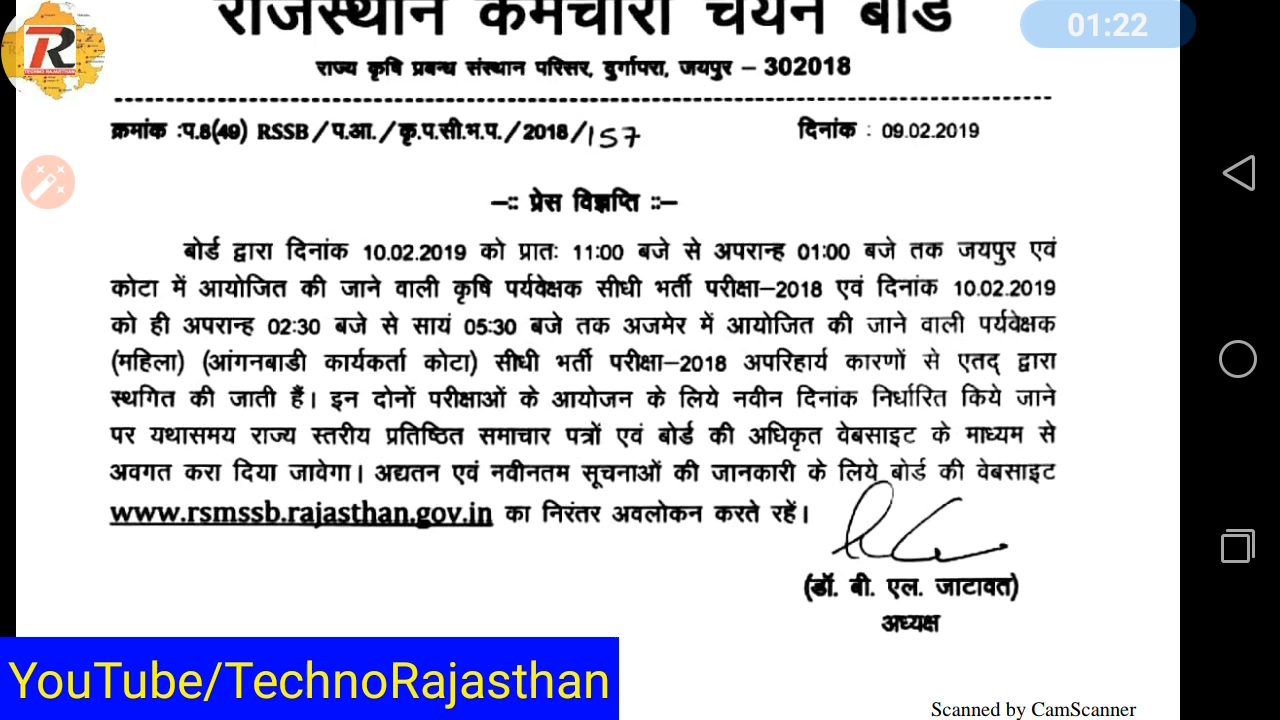 राजस्थान कर्मचारी चयन बोर्ड
01:22
TR
TECHNO RAJASTHAN
राज्य कृषि प्रबन्ध संस्थान परिसर, दुर्गापरा, जयपुर – 302018
क्रमांक :प.8(49) RSSB/प.आ./कृ.प.सी.भ.प./2018/157 दिनांक : 09.02.2019
–:: प्रेस विज्ञप्ति ::–
बोर्ड द्वारा दिनांक 10.02.2019 को प्रातः 11:00 बजे से अपरान्ह 01:00 बजे तक जयपुर एवं
कोटा में आयोजित की जाने वाली कृषि पर्यवेक्षक सीधी भर्ती परीक्षा–2018 एवं दिनांक 10.02.2019
को ही अपरान्ह 02:30 बजे से सायं 05:30 बजे तक अजमेर में आयोजित की जाने वाली पर्यवेक्षक
(महिला) (आंगनबाडी कार्यकर्ता कोटा) सीधी भर्ती परीक्षा–2018 अपरिहार्य कारणों से एतद् द्वारा
स्थगित की जाती हैं। इन दोनों परीक्षाओं के आयोजन के लिये नवीन दिनांक निर्धारित किये जाने
पर यथासमय राज्य स्तरीय प्रतिष्ठित समाचार पत्रों एवं बोर्ड की अधिकृत वेबसाइट के माध्यम से
अवगत करा दिया जावेगा। अद्यतन एवं नवीनतम सूचनाओं की जानकारी के लिये बोर्ड की वेबसाइट
www.rsmssb.rajasthan.gov.in का निरंतर अवलोकन करते रहें।
(डॉ. बी. एल. जाटावत)
अध्यक्ष
YouTube/TechnoRajasthan
Scanned by CamScanner